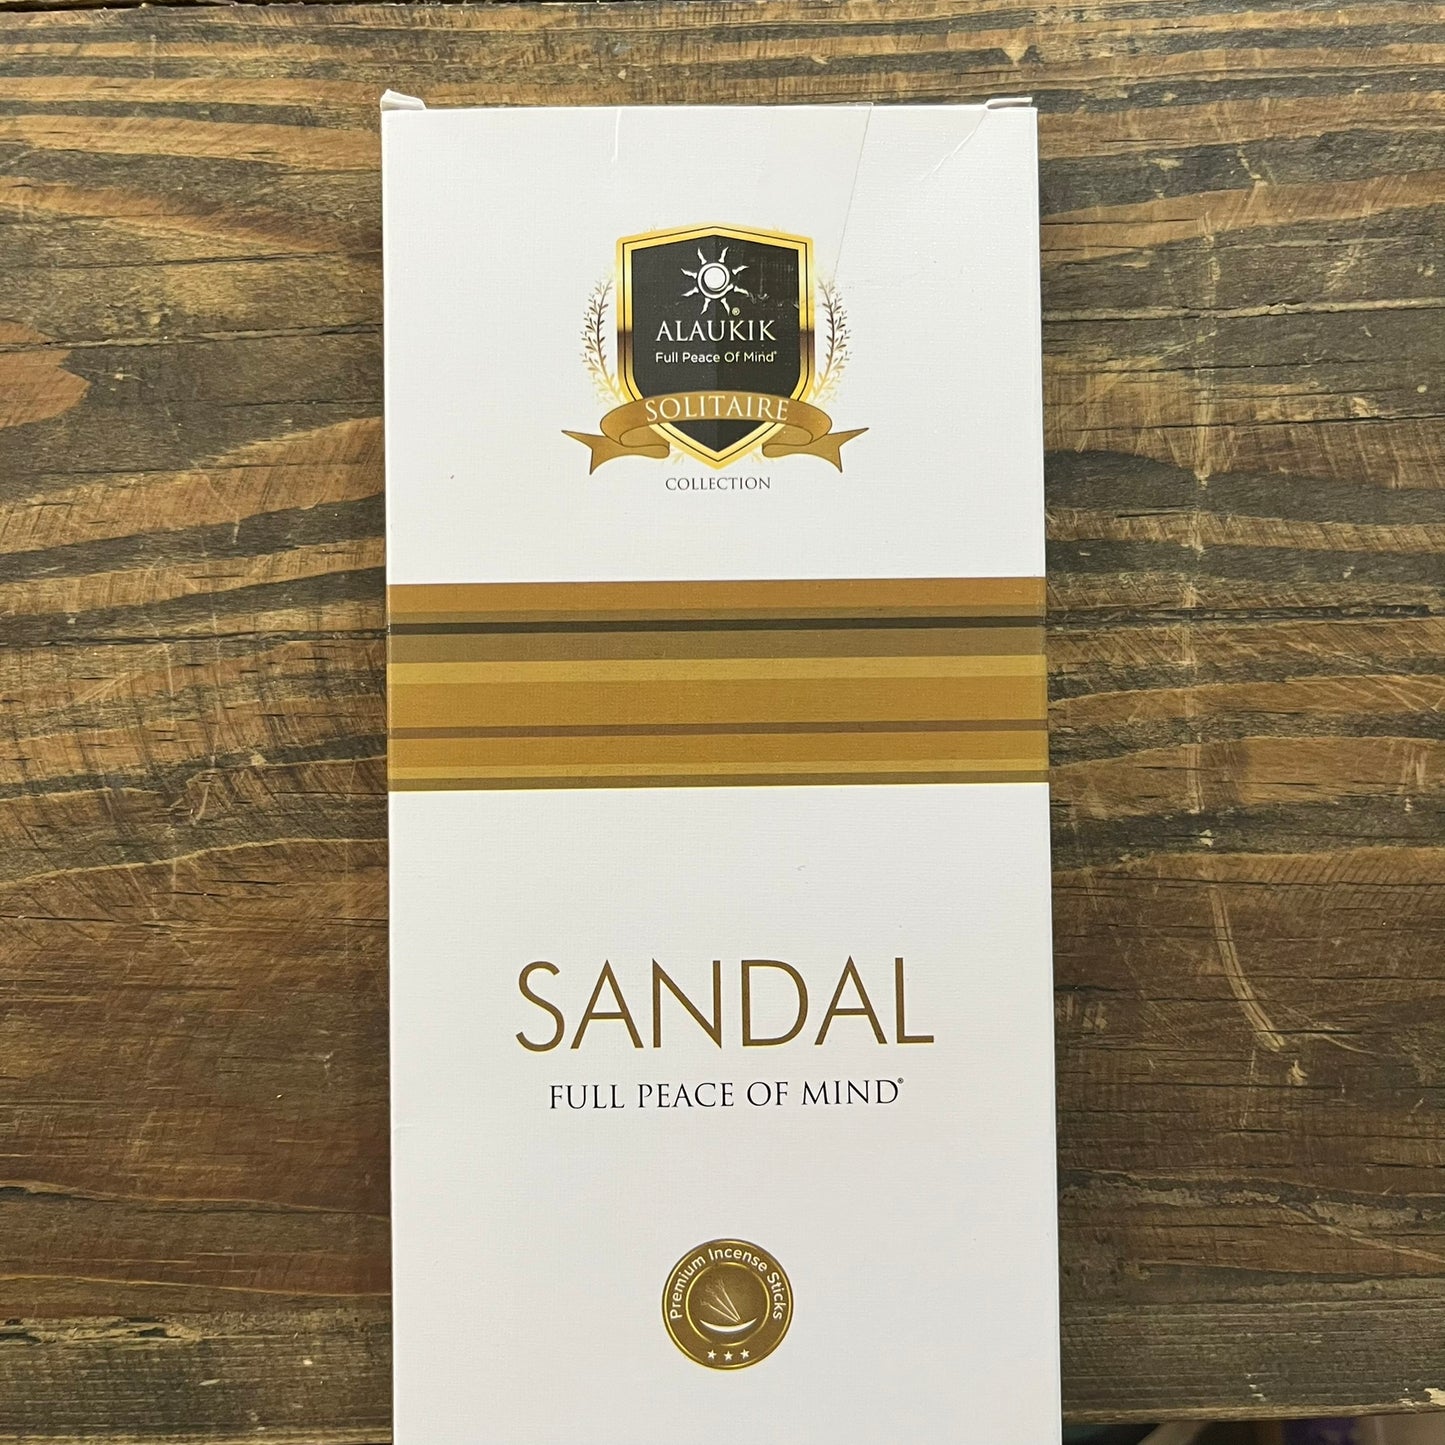 ®
ALAUKIK
Full Peace Of Mind®
SOLITAIRE
COLLECTION
SANDAL
FULL PEACE OF MIND®
Premium Incense Sticks